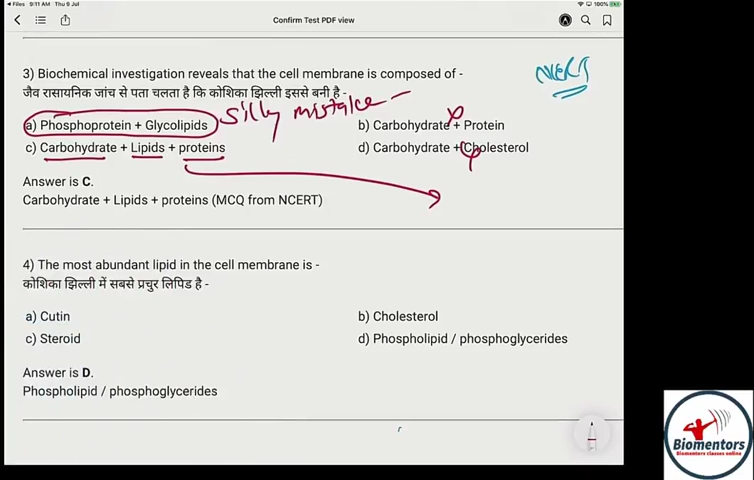 Files 9:11 AM Thu 9 Jul
100%
Confirm Test PDF view
3) Biochemical investigation reveals that the cell membrane is composed of -
NCERT
जैव रासायनिक जांच से पता चलता है कि कोशिका झिल्ली इससे बनी है -
silly mistake -
a) Phosphoprotein + Glycolipids
b) Carbohydrate + Protein
c) Carbohydrate + Lipids + proteins
d) Carbohydrate + Cholesterol
Answer is C.
Carbohydrate + Lipids + proteins (MCQ from NCERT)
4) The most abundant lipid in the cell membrane is -
कोशिका झिल्ली में सबसे प्रचुर लिपिड है -
a) Cutin
b) Cholesterol
c) Steroid
d) Phospholipid / phosphoglycerides
Answer is D.
Phospholipid / phosphoglycerides
Biomentors
Biomentors classes online